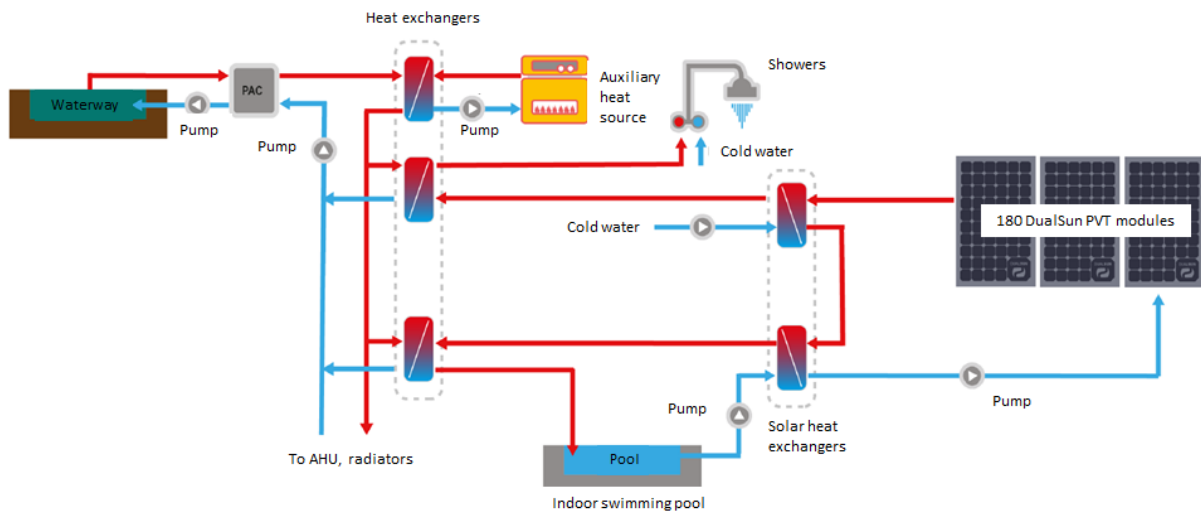 Heat exchangers
Waterway
PAC
Pump
Pump
Pump
Auxiliary
heat
source
Showers
Cold water
Cold water
180 DualSun PVT modules
Pump
Pump
Solar heat
exchangers
To AHU, radiators
Pool
Indoor swimming pool